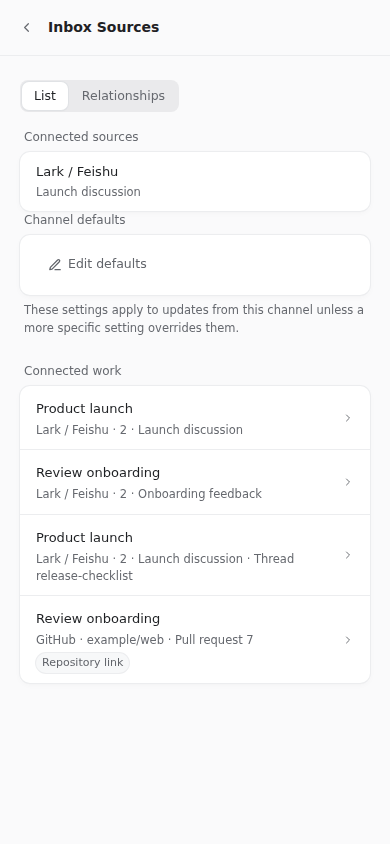 Inbox Sources
List
Relationships
Connected sources
Lark / Feishu
Launch discussion
Channel defaults
Edit defaults
These settings apply to updates from this channel unless a
more specific setting overrides them.
Connected work
Product launch
Lark / Feishu · 2 · Launch discussion
Review onboarding
Lark / Feishu · 2 · Onboarding feedback
Product launch
Lark / Feishu · 2 · Launch discussion · Thread
release-checklist
Review onboarding
GitHub · example/web · Pull request 7
Repository link